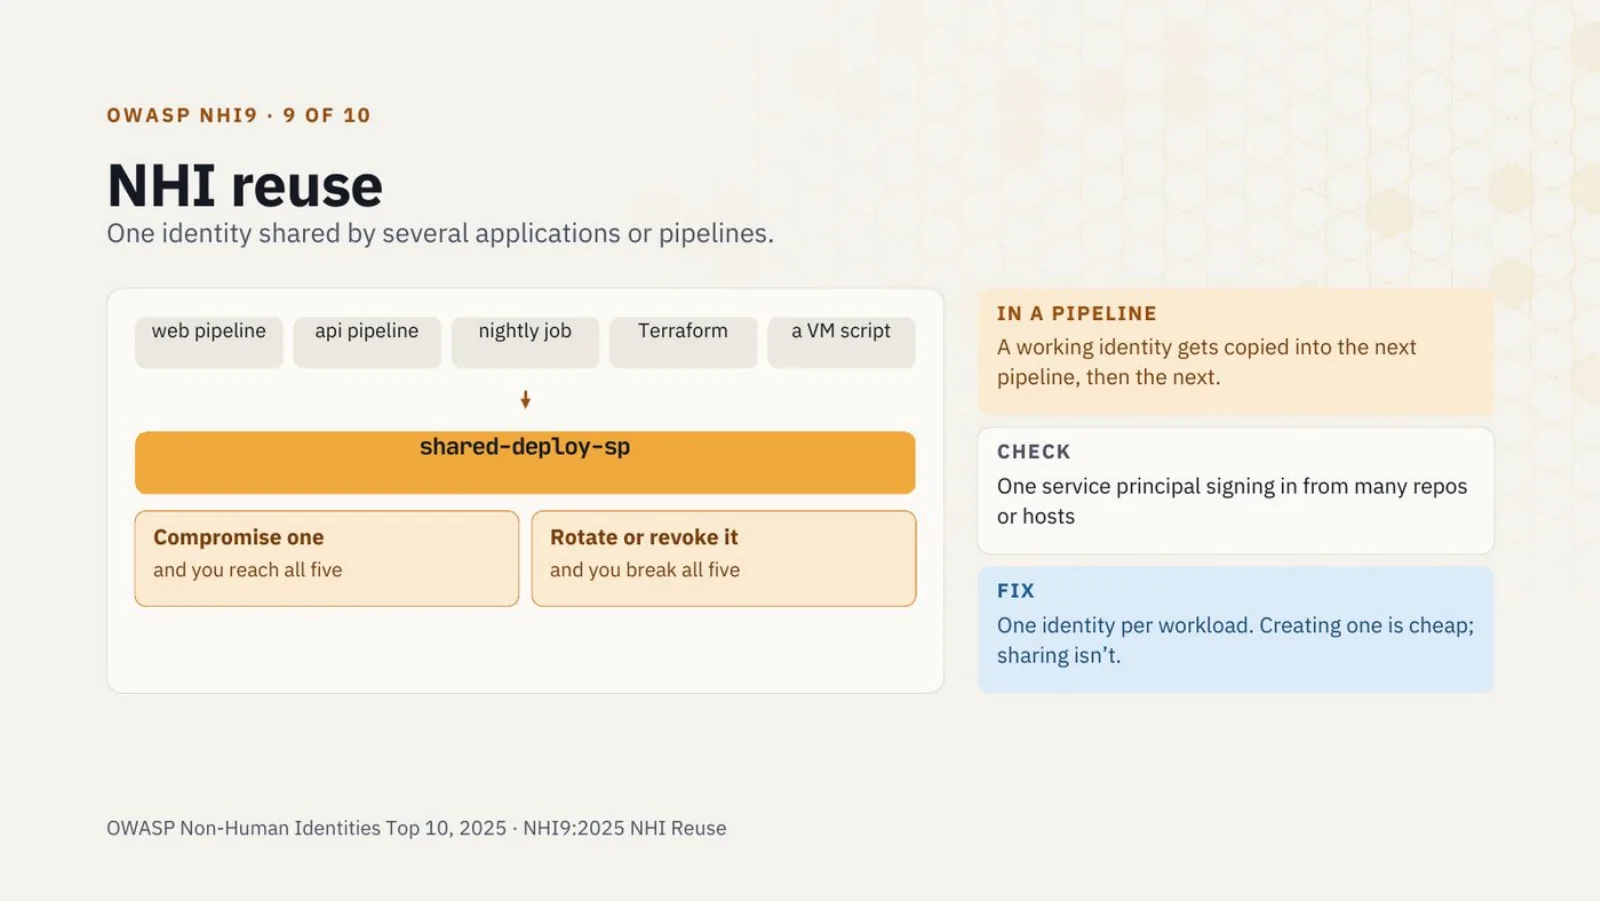 OWASP NHI9 · 9 OF 10
NHI reuse
One identity shared by several applications or pipelines.
web pipeline
api pipeline
nightly job
Terraform
a VM script
shared-deploy-sp
Compromise one
and you reach all five
Rotate or revoke it
and you break all five
IN A PIPELINE
A working identity gets copied into the next
pipeline, then the next.
CHECK
One service principal signing in from many repos
or hosts
FIX
One identity per workload. Creating one is cheap;
sharing isn’t.
OWASP Non-Human Identities Top 10, 2025 · NHI9:2025 NHI Reuse